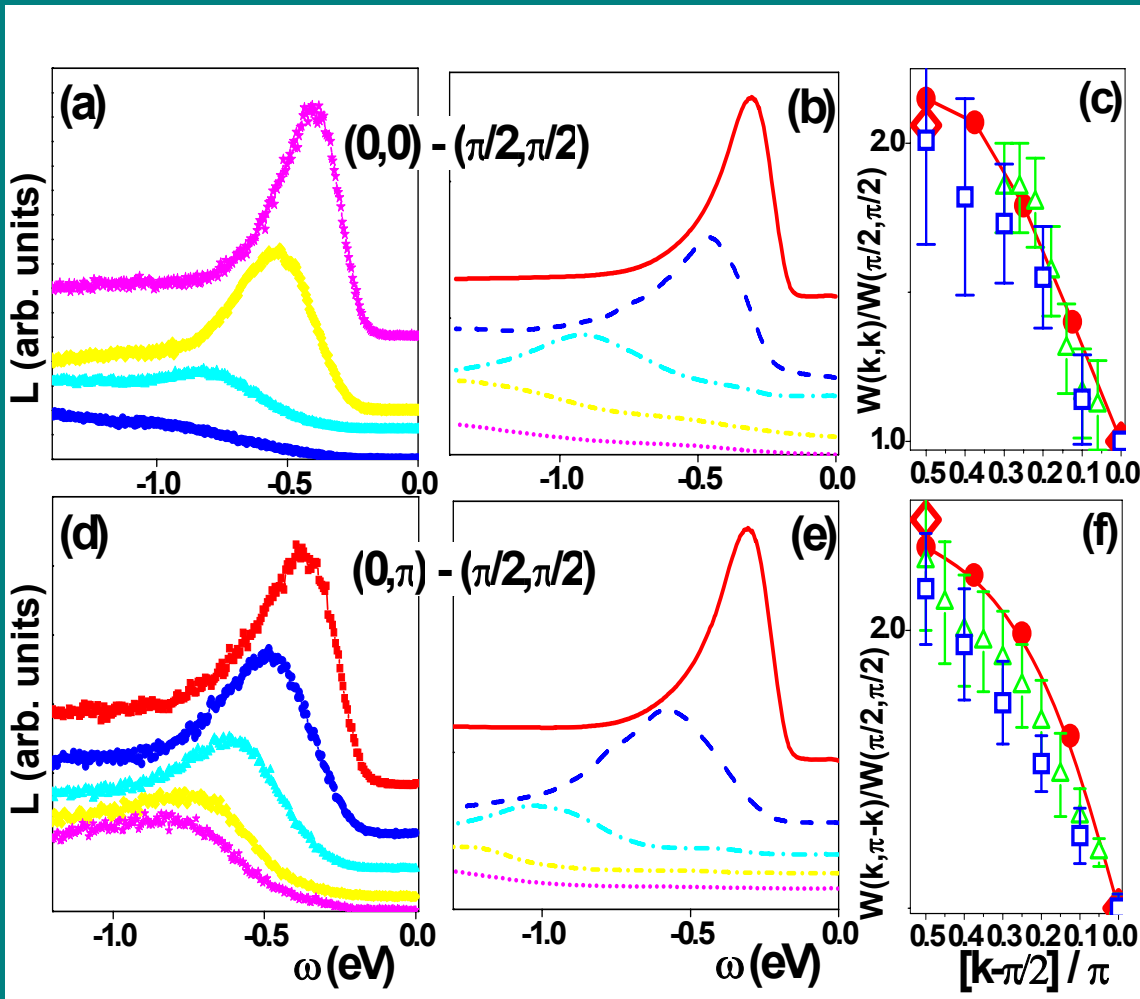 (a)
(b)
(c)
(0,0) - (π/2,π/2)
L (arb. units)
W(k,k)/W(π/2,π/2)
2.0
1.0
-1.0 -0.5 0.0
-1.0 -0.5 0.0
0.5 0.4 0.3 0.2 0.1 0.0
(d)
(e)
(f)
(0,π) - (π/2,π/2)
L (arb. units)
W(k,π-k)/W(π/2,π/2)
2.0
-1.0 -0.5 0.0
-1.0 -0.5 0.0
0.5 0.4 0.3 0.2 0.1 0.0
ω (eV)
ω (eV)
[k-π/2] / π